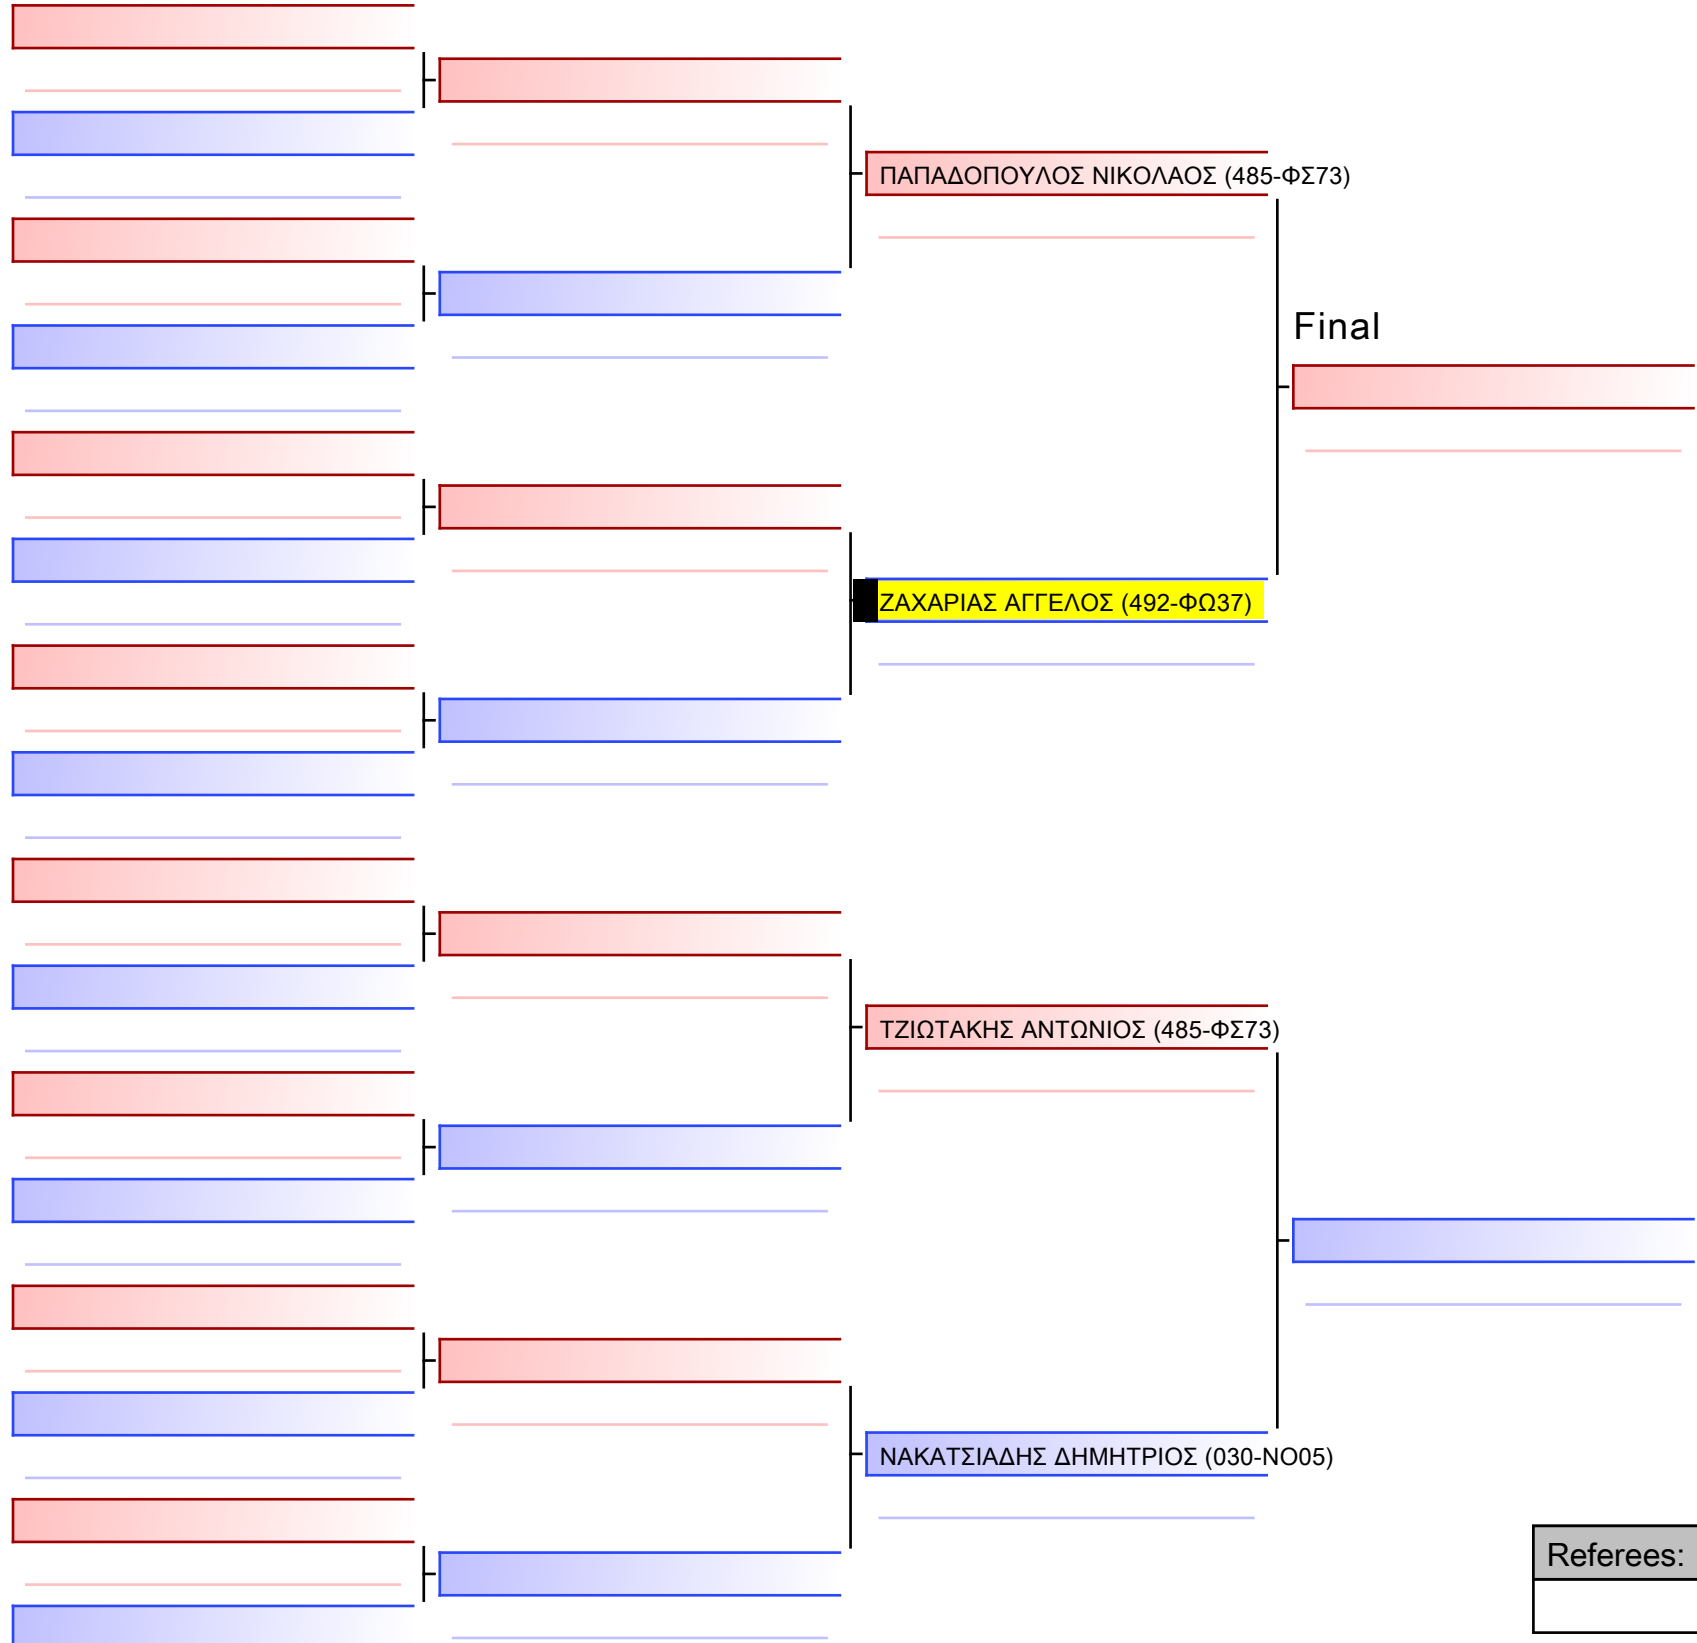 ΠΑΠΑΔΟΠΟΥΛΟΣ ΝΙΚΟΛΑΟΣ (485-ΦΣ73)
Final
ΖΑΧΑΡΙΑΣ ΑΓΓΕΛΟΣ (492-ΦΩ37)
ΤΖΙΩΤΑΚΗΣ ΑΝΤΩΝΙΟΣ (485-ΦΣ73)
ΝΑΚΑΤΣΙΑΔΗΣ ΔΗΜΗΤΡΙΟΣ (030-ΝΟ05)
Referees: